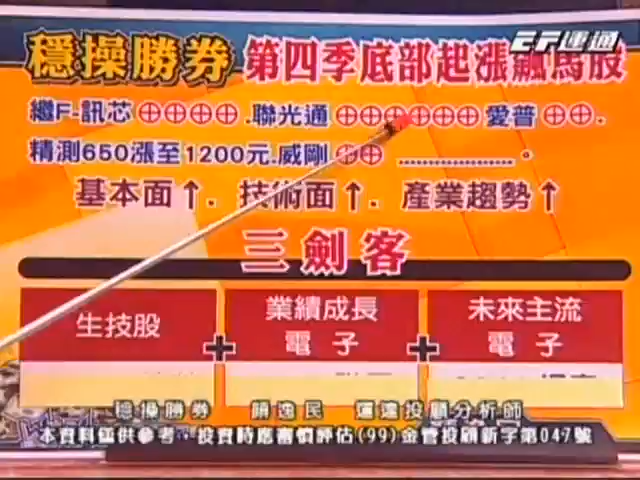 EF運通
穩操勝券 第四季底部起漲飆馬股
繼F-訊芯⊕⊕⊕⊕.聯光通⊕⊕⊕⊕⊕⊕愛普⊕⊕.
精測650漲至1200元.威剛⊕⊕ ..................。
基本面↑. 技術面↑. 產業趨勢↑
三劍客
生技股 + 業績成長電子 + 未來主流電子
穩操勝券 逸民 運達投顧分析師
本資料僅供參考，投資時應審慎評估(99)金管投顧新字第047號